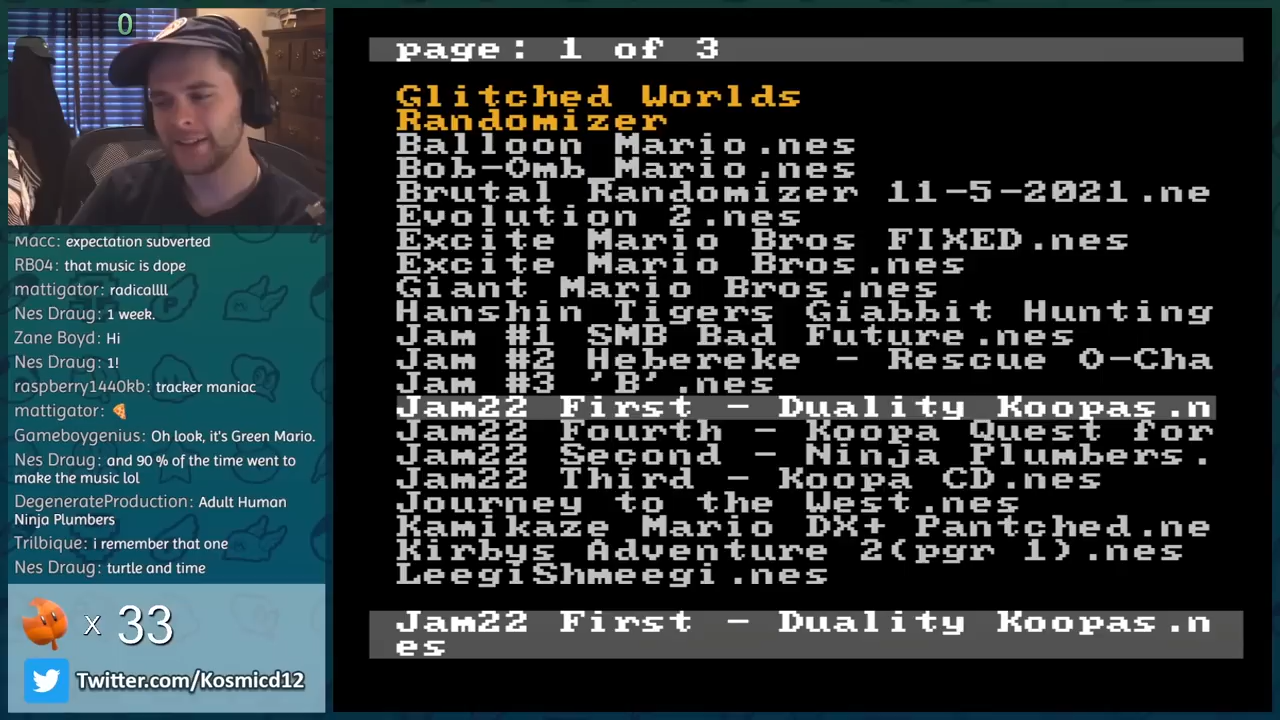 0
Macc: expectation subverted
RB04: that music is dope
mattigator: radicallll
Nes Draug: 1 week.
Zane Boyd: Hi
Nes Draug: 1!
raspberry1440kb: tracker maniac
mattigator: 🍕
Gameboygenius: Oh look, it's Green Mario.
Nes Draug: and 90 % of the time went to
make the music lol
DegenerateProduction: Adult Human
Ninja Plumbers
Trilbique: i remember that one
Nes Draug: turtle and time
x 33
Twitter.com/Kosmicd12
page: 1 of 3
Glitched Worlds
Randomizer
Balloon Mario.nes
Bob-Omb Mario.nes
Brutal Randomizer 11-5-2021.ne
Evolution 2.nes
Excite Mario Bros FIXED.nes
Excite Mario Bros.nes
Giant Mario Bros.nes
Hanshin Tigers Giabbit Hunting
Jam #1 SMB Bad Future.nes
Jam #2 Hebereke - Rescue O-Cha
Jam #3 'B'.nes
Jam22 First - Duality Koopas.n
Jam22 Fourth - Koopa Quest for
Jam22 Second - Ninja Plumbers.
Jam22 Third - Koopa CD.nes
Journey to the West.nes
Kamikaze Mario DX+ Pantched.ne
Kirbys Adventure 2(pgr 1).nes
LeegiShmeegi.nes
Jam22 First - Duality Koopas.n
es